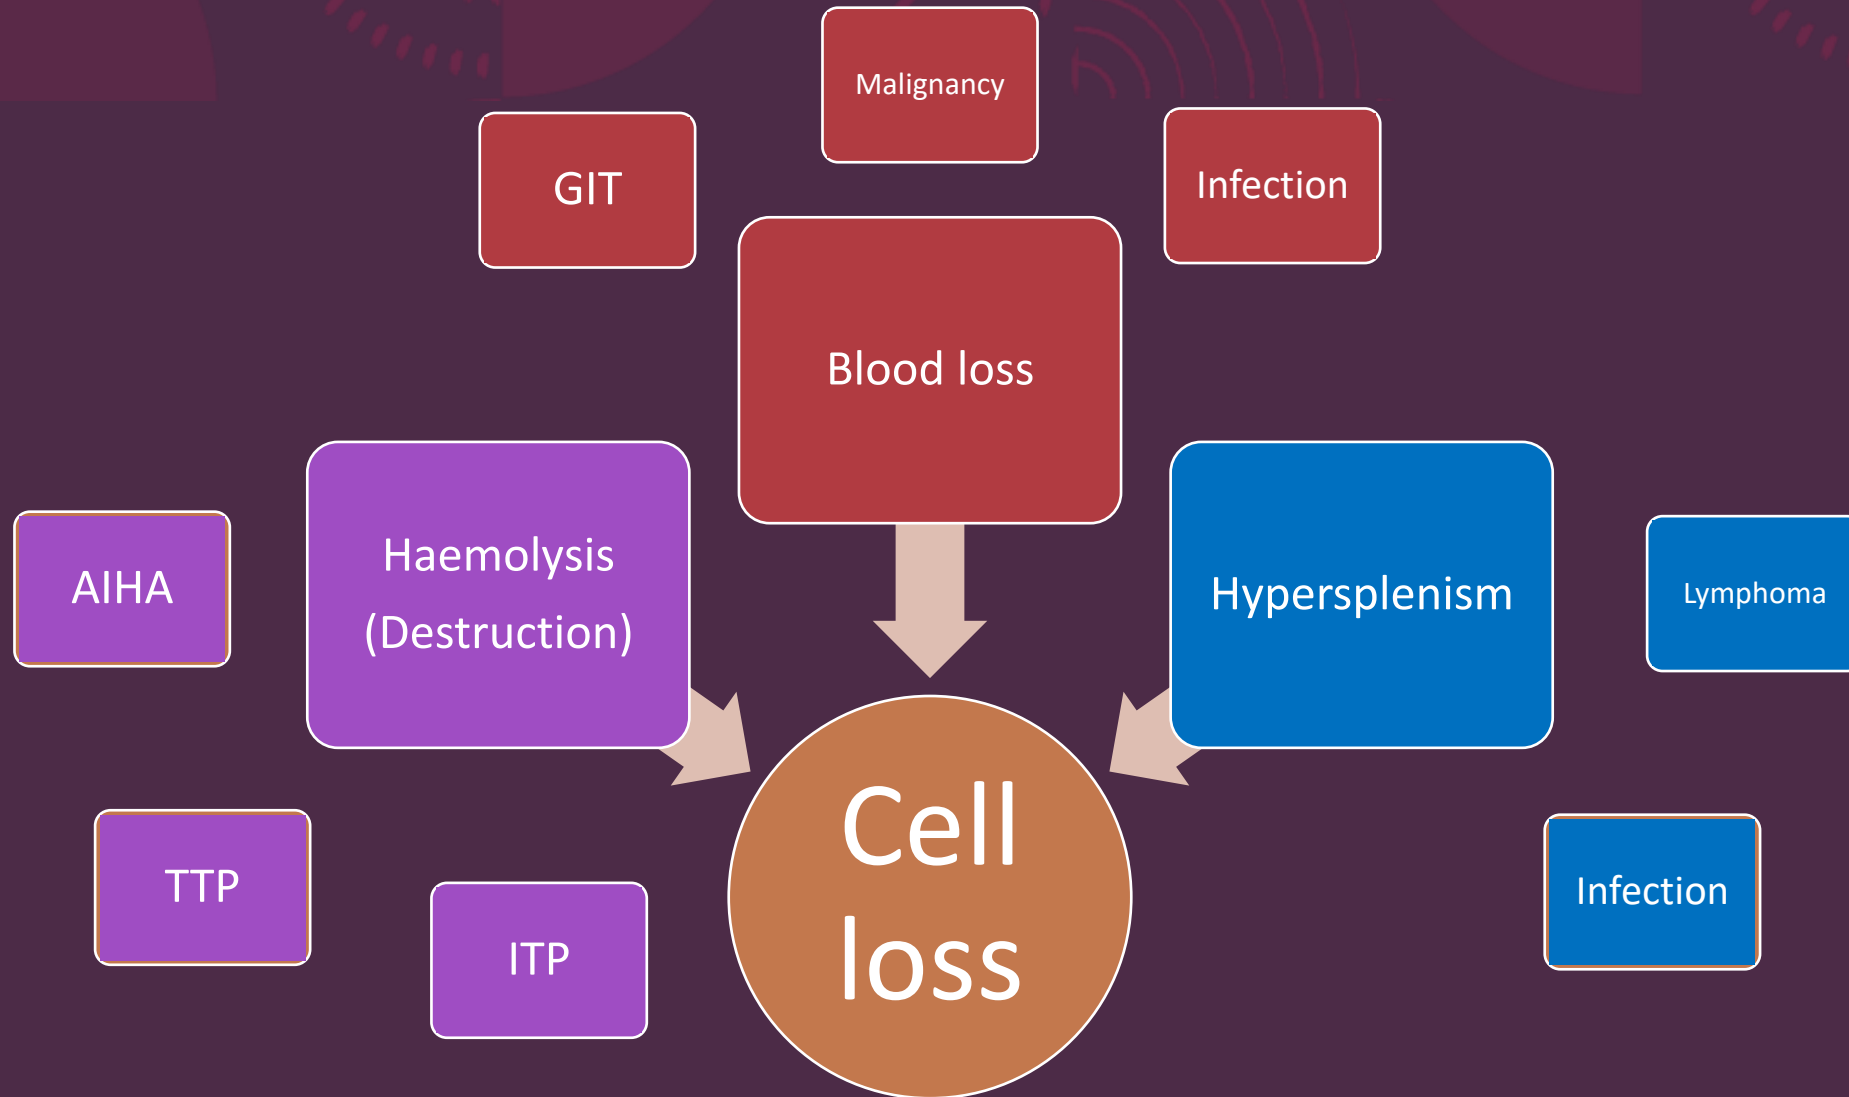 Malignancy
GIT
Infection
Blood loss
Haemolysis
(Destruction)
Hypersplenism
AIHA
Lymphoma
TTP
ITP
Cell
loss
Infection